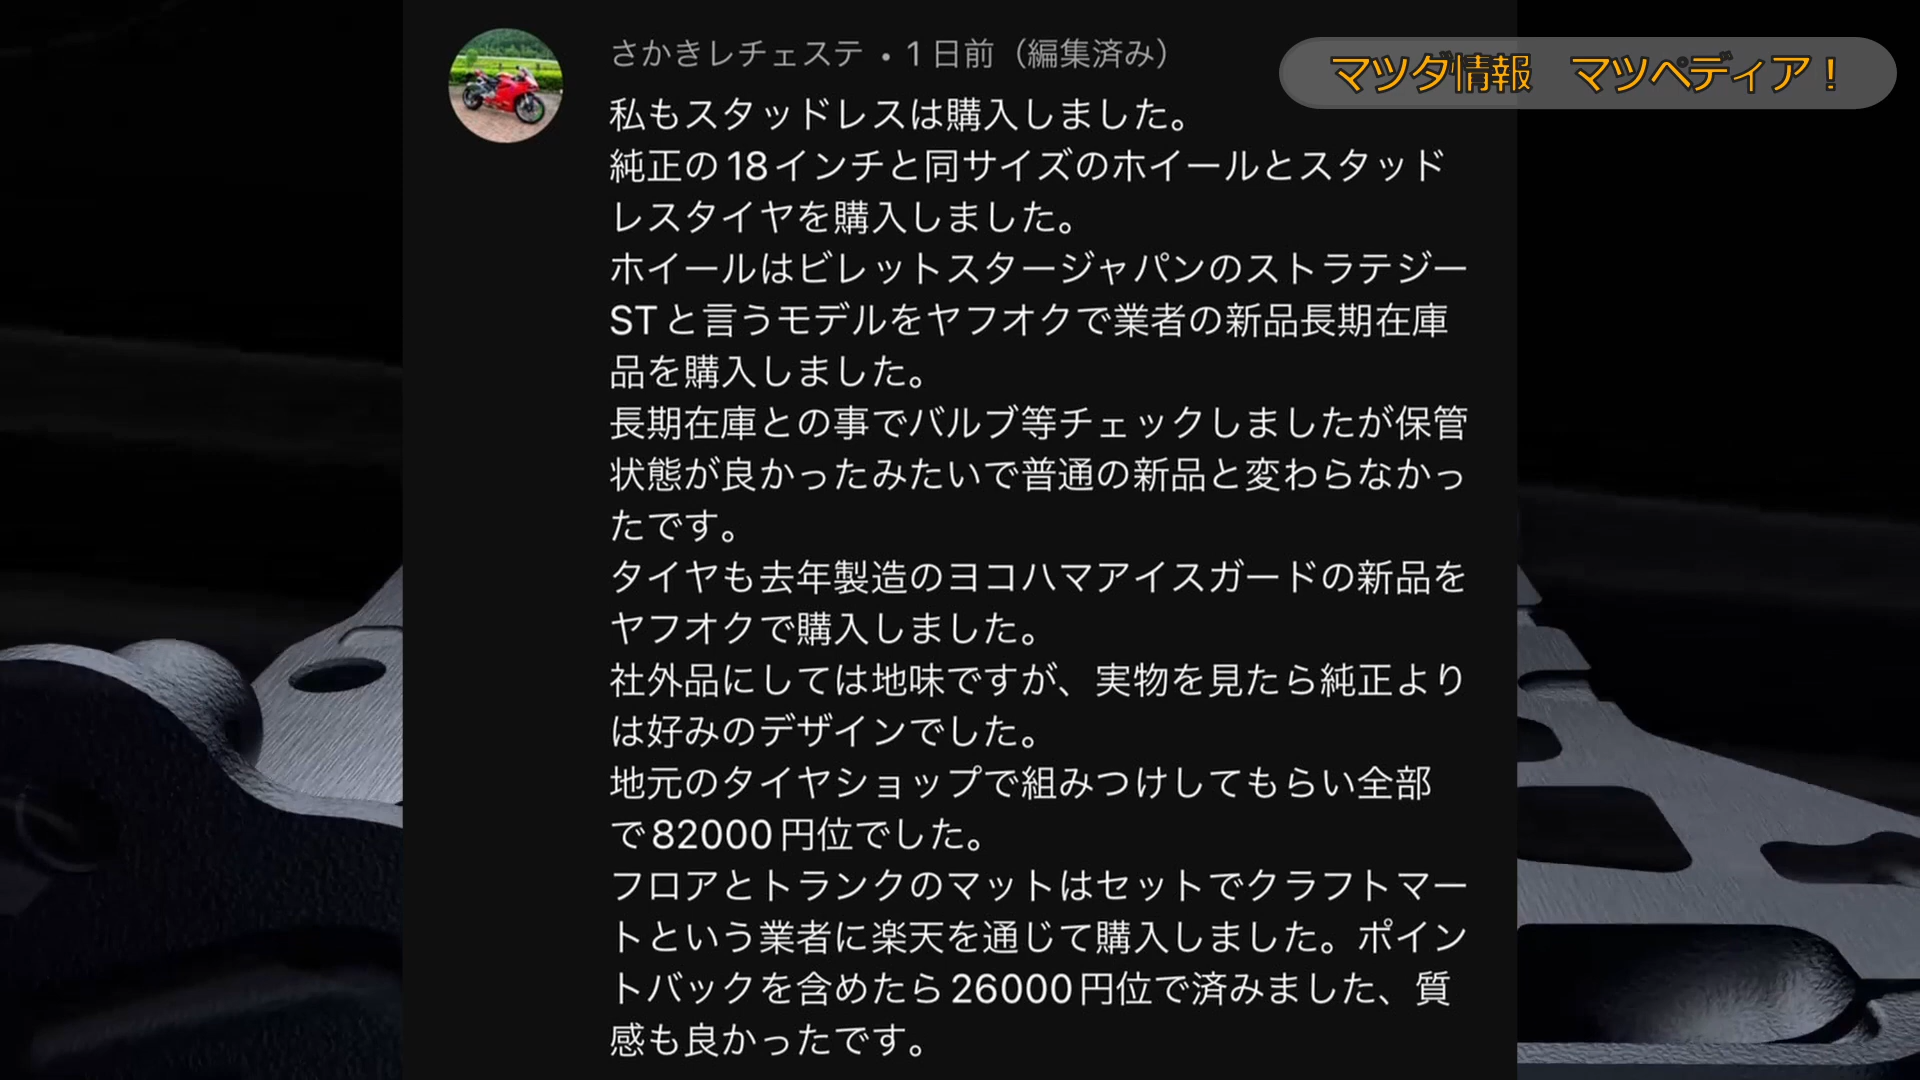 さかきレチェステ • 1日前（編集済み）
マツダ情報　マツペディア！
私もスタッドレスは購入しました。
純正の18インチと同サイズのホイールとスタッド
レスタイヤを購入しました。
ホイールはビレットスタージャパンのストラテジー
STと言うモデルをヤフオクで業者の新品長期在庫
品を購入しました。
長期在庫との事でバルブ等チェックしましたが保管
状態が良かったみたいで普通の新品と変わらなかっ
たです。
タイヤも去年製造のヨコハマアイスガードの新品を
ヤフオクで購入しました。
社外品にしては地味ですが、実物を見たら純正より
は好みのデザインでした。
地元のタイヤショップで組みつけしてもらい全部
で82000円位でした。
フロアとトランクのマットはセットでクラフトマー
トという業者に楽天を通じて購入しました。ポイン
トバックを含めたら26000円位で済みました、質
感も良かったです。